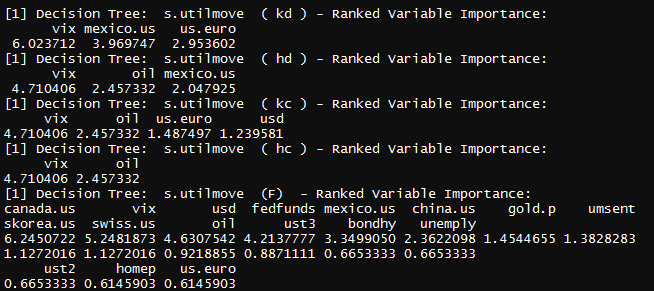 [1] Decision Tree:  s.utilmove  ( kd ) – Ranked Variable Importance:
vix mexico.us us.euro
6.023712 3.969747 2.953602
[1] Decision Tree:  s.utilmove  ( hd ) – Ranked Variable Importance:
vix oil mexico.us
4.710406 2.457332 2.047925
[1] Decision Tree:  s.utilmove  ( kc ) – Ranked Variable Importance:
vix oil us.euro usd
4.710406 2.457332 1.487497 1.239581
[1] Decision Tree:  s.utilmove  ( hc ) – Ranked Variable Importance:
vix oil
4.710406 2.457332
[1] Decision Tree:  s.utilmove  (F)  – Ranked Variable Importance:
canada.us vix usd fedfunds mexico.us china.us gold.p umsent
skorea.us swiss.us oil ust3 bondhy unemply
6.2450722 5.2481873 4.6307542 4.2137777 3.3499050 2.3622098 1.4544655 1.3828283
1.1272016 1.1272016 0.9218855 0.8871111 0.6653333 0.6653333
ust2 homep us.euro
0.6653333 0.6145903 0.6145903